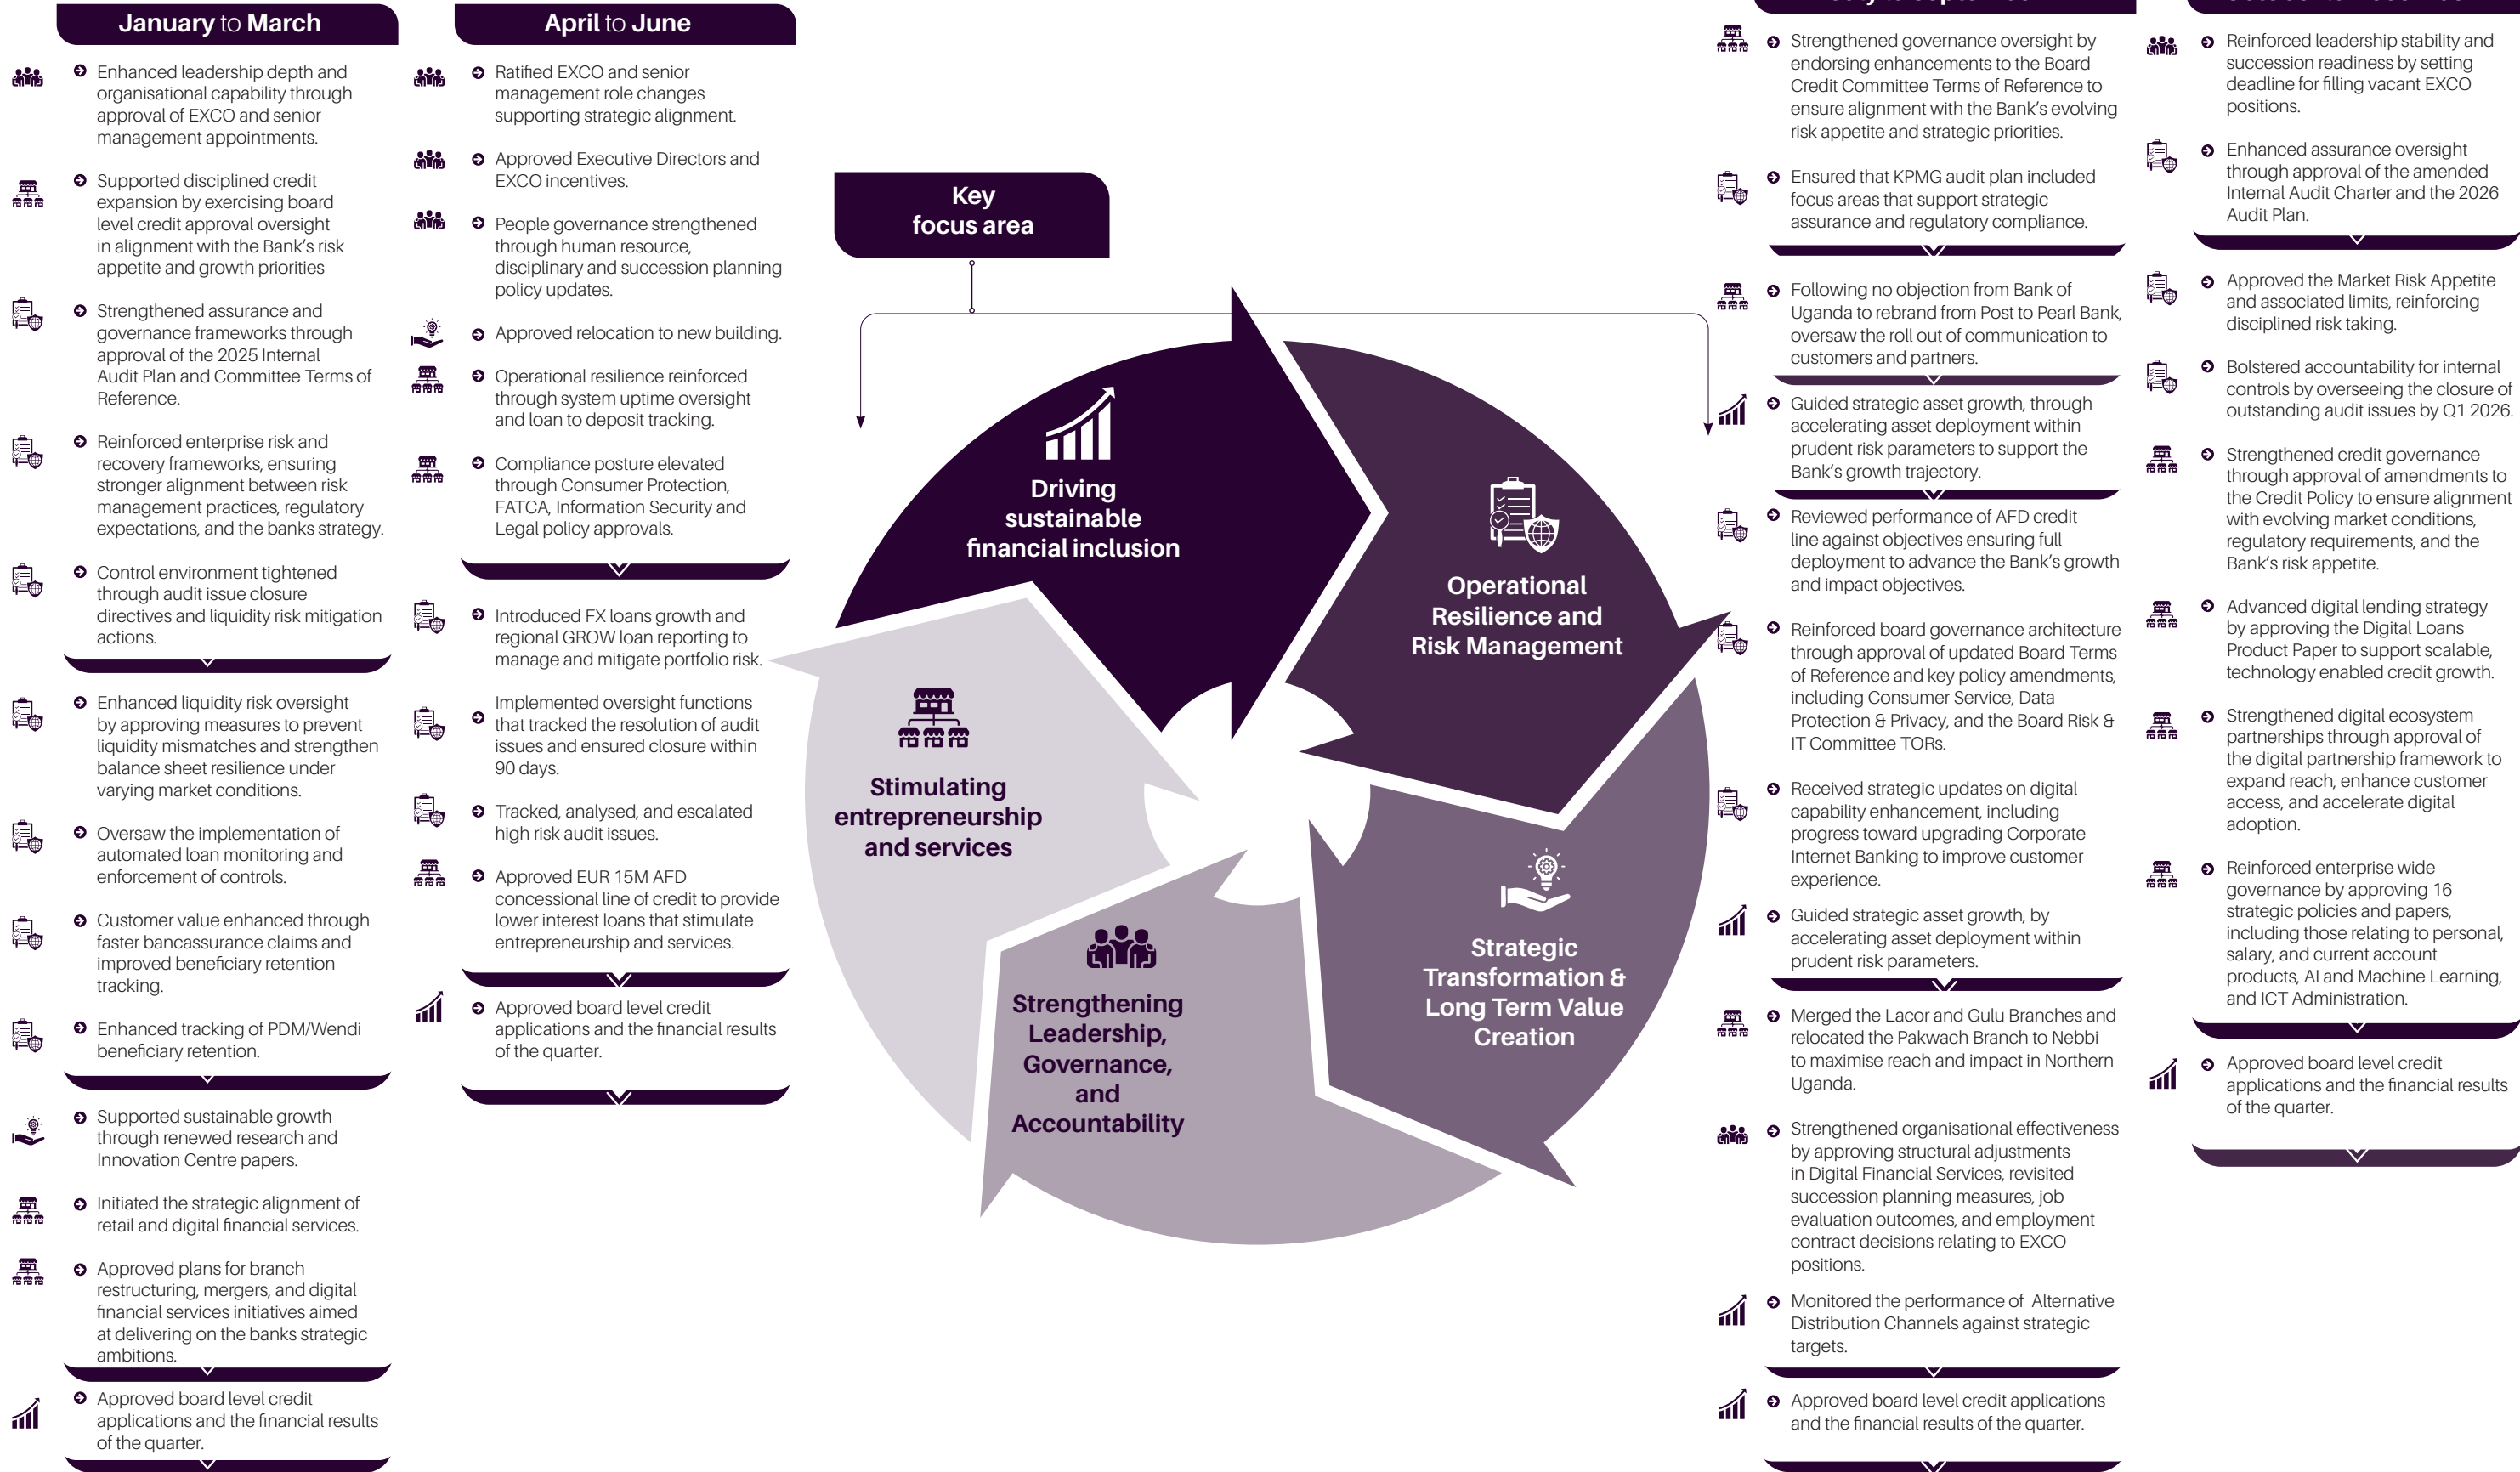 January to March
Enhanced leadership depth and
organisational capability through
approval of EXCO and senior
management appointments.
Supported disciplined credit
expansion by exercising board
level credit approval oversight
in alignment with the Bank's risk
appetite and growth priorities
Strengthened assurance and
governance frameworks through
approval of the 2025 Internal
Audit Plan and Committee Terms of
Reference.
Reinforced enterprise risk and
recovery frameworks, ensuring
stronger alignment between risk
management practices, regulatory
expectations, and the banks strategy.
Control environment tightened
through audit issue closure
directives and liquidity risk mitigation
actions.
Enhanced liquidity risk oversight
by approving measures to prevent
liquidity mismatches and strengthen
balance sheet resilience under
varying market conditions.
Oversaw the implementation of
automated loan monitoring and
enforcement of controls.
Customer value enhanced through
faster bancassurance claims and
improved beneficiary retention
tracking.
Enhanced tracking of PDM/Wendi
beneficiary retention.
Supported sustainable growth
through renewed research and
Innovation Centre papers.
Initiated the strategic alignment of
retail and digital financial services.
Approved plans for branch
restructuring, mergers, and digital
financial services initiatives aimed
at delivering on the banks strategic
ambitions.
Approved board level credit
applications and the financial results
of the quarter.
April to June
Ratified EXCO and senior
management role changes
supporting strategic alignment.
Approved Executive Directors and
EXCO incentives.
People governance strengthened
through human resource,
disciplinary and succession planning
policy updates.
Approved relocation to new building.
Operational resilience reinforced
through system uptime oversight
and loan to deposit tracking.
Compliance posture elevated
through Consumer Protection,
FATCA, Information Security and
Legal policy approvals.
Introduced FX loans growth and
regional GROW loan reporting to
manage and mitigate portfolio risk.
Implemented oversight functions
that tracked the resolution of audit
issues and ensured closure within
90 days.
Tracked, analysed, and escalated
high risk audit issues.
Approved EUR 15M AFD
concessional line of credit to provide
lower interest loans that stimulate
entrepreneurship and services.
Approved board level credit
applications and the financial results
of the quarter.
Key
focus area
Driving
sustainable
financial inclusion
Operational
Resilience and
Risk Management
Strategic
Transformation &
Long Term Value
Creation
Strengthening
Leadership,
Governance,
and
Accountability
Stimulating
entrepreneurship
and services
Strengthened governance oversight by
endorsing enhancements to the Board
Credit Committee Terms of Reference to
ensure alignment with the Bank's evolving
risk appetite and strategic priorities.
Ensured that KPMG audit plan included
focus areas that support strategic
assurance and regulatory compliance.
Following no objection from Bank of
Uganda to rebrand from Post to Pearl Bank,
oversaw the roll out of communication to
customers and partners.
Guided strategic asset growth, through
accelerating asset deployment within
prudent risk parameters to support the
Bank's growth trajectory.
Reviewed performance of AFD credit
line against objectives ensuring full
deployment to advance the Bank's growth
and impact objectives.
Reinforced board governance architecture
through approval of updated Board Terms
of Reference and key policy amendments,
including Consumer Service, Data
Protection & Privacy, and the Board Risk &
IT Committee TORs.
Received strategic updates on digital
capability enhancement, including
progress toward upgrading Corporate
Internet Banking to improve customer
experience.
Guided strategic asset growth, by
accelerating asset deployment within
prudent risk parameters.
Merged the Lacor and Gulu Branches and
relocated the Pakwach Branch to Nebbi
to maximise reach and impact in Northern
Uganda.
Strengthened organisational effectiveness
by approving structural adjustments
in Digital Financial Services, revisited
succession planning measures, job
evaluation outcomes, and employment
contract decisions relating to EXCO
positions.
Monitored the performance of Alternative
Distribution Channels against strategic
targets.
Approved board level credit applications
and the financial results of the quarter.
Reinforced leadership stability and
succession readiness by setting
deadline for filling vacant EXCO
positions.
Enhanced assurance oversight
through approval of the amended
Internal Audit Charter and the 2026
Audit Plan.
Approved the Market Risk Appetite
and associated limits, reinforcing
disciplined risk taking.
Bolstered accountability for internal
controls by overseeing the closure of
outstanding audit issues by Q1 2026.
Strengthened credit governance
through approval of amendments to
the Credit Policy to ensure alignment
with evolving market conditions,
regulatory requirements, and the
Bank's risk appetite.
Advanced digital lending strategy
by approving the Digital Loans
Product Paper to support scalable,
technology enabled credit growth.
Strengthened digital ecosystem
partnerships through approval of
the digital partnership framework to
expand reach, enhance customer
access, and accelerate digital
adoption.
Reinforced enterprise wide
governance by approving 16
strategic policies and papers,
including those relating to personal,
salary, and current account
products, AI and Machine Learning,
and ICT Administration.
Approved board level credit
applications and the financial results
of the quarter.